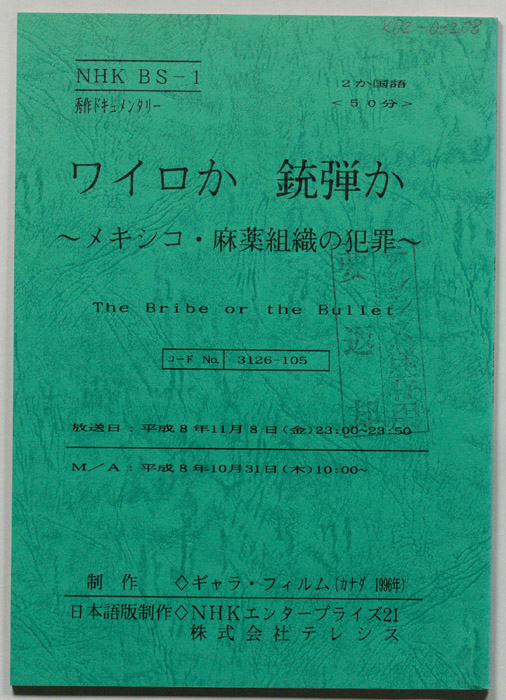 NHK BS-1
2か国語
秀作ドキュメンタリー
<50分>
ワイロか 銃弾か
～メキシコ・麻薬組織の犯罪～
The Bribe or the Bullet
コード No. 3126-105
放送日:平成8年11月8日(金)23:00~23:50
M/A:平成8年10月31日(木)10:00~
制作 ◇ギャラ・フィルム(カナダ 1996年)
日本語版制作◇NHKエンタープライズ21
株式会社テレシス